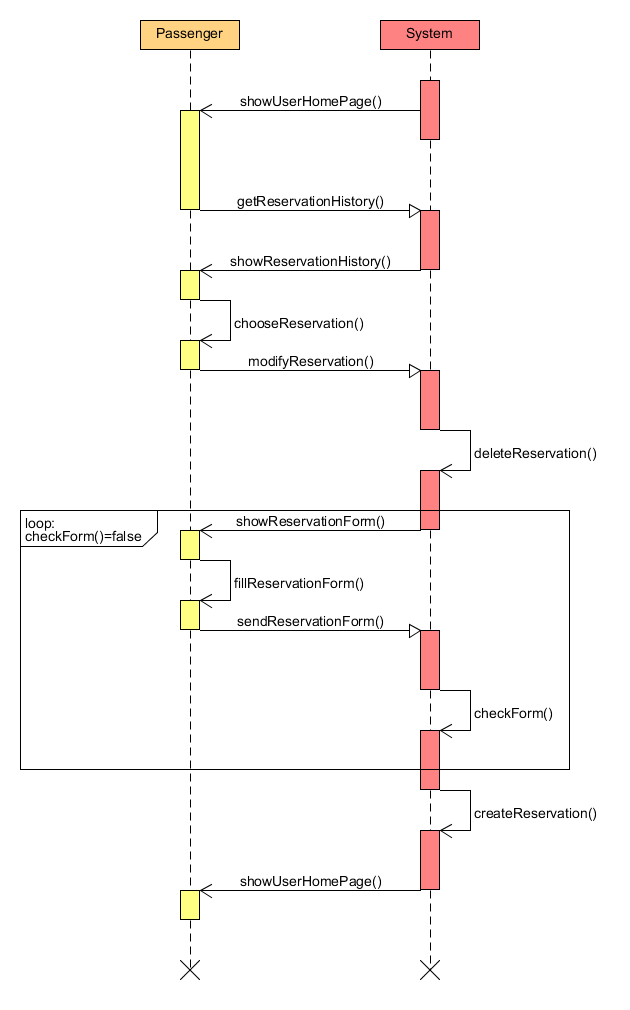 Passenger
System
showUserHomePage()
getReservationHistory()
showReservationHistory()
chooseReservation()
modifyReservation()
deleteReservation()
loop:
checkForm()=false
showReservationForm()
fillReservationForm()
sendReservationForm()
checkForm()
createReservation()
showUserHomePage()